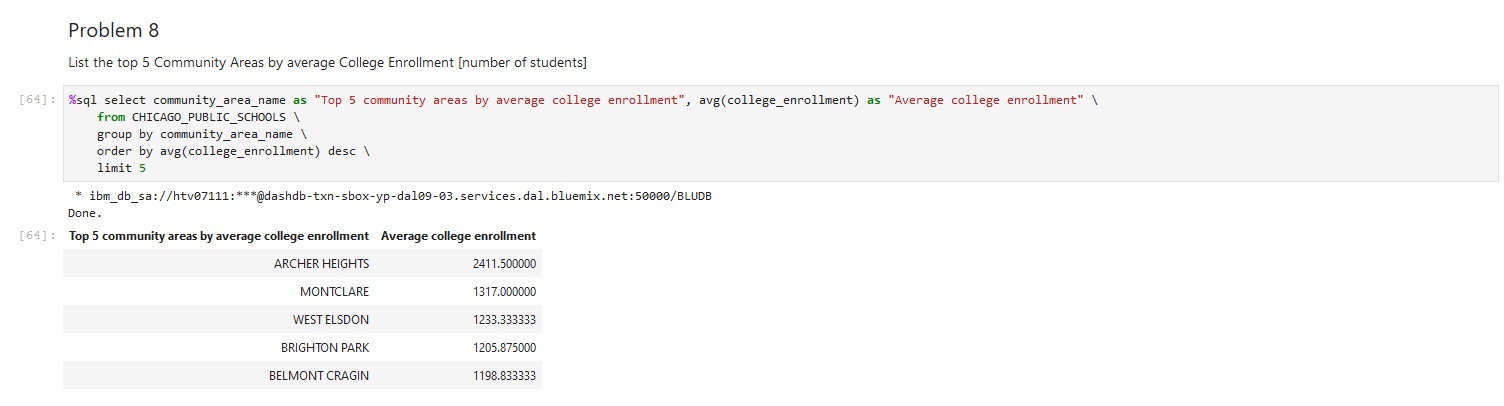 Problem 8
List the top 5 Community Areas by average College Enrollment [number of students]
[64]: %sql select community_area_name as "Top 5 community areas by average college enrollment", avg(college_enrollment) as "Average college enrollment" \
from CHICAGO_PUBLIC_SCHOOLS \
group by community_area_name \
order by avg(college_enrollment) desc \
limit 5
* ibm_db_sa://htv07111:***@dashdb-txn-sbox-yp-dal09-03.services.dal.bluemix.net:50000/BLUDB
Done.
[64]: Top 5 community areas by average college enrollment Average college enrollment
ARCHER HEIGHTS 2411.500000
MONTCLARE 1317.000000
WEST ELSDON 1233.333333
BRIGHTON PARK 1205.875000
BELMONT CRAGIN 1198.833333